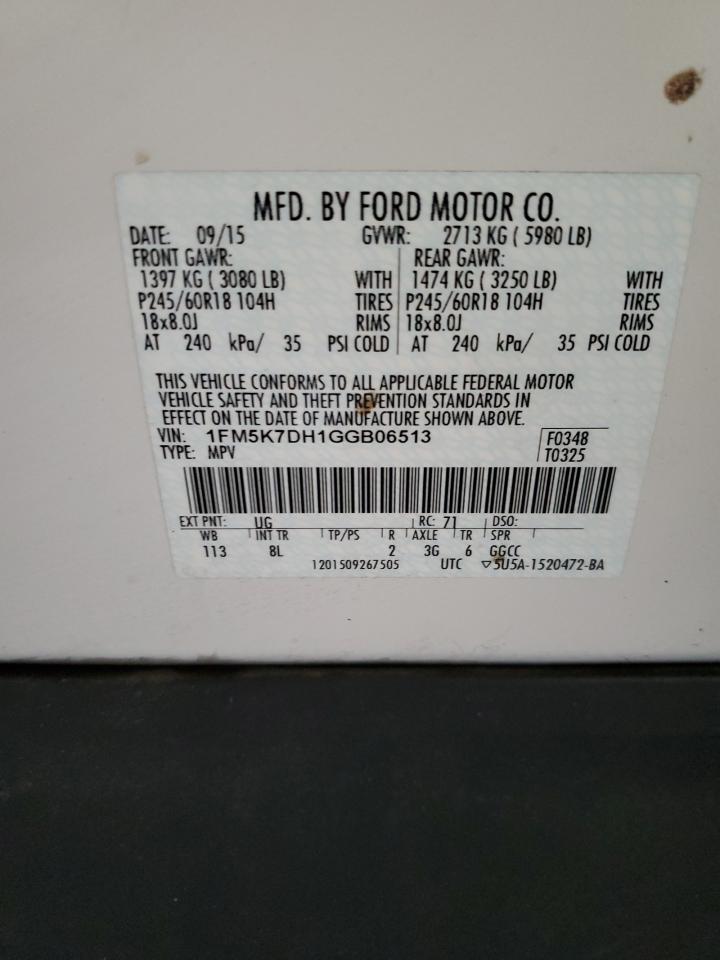 MFD. BY FORD MOTOR CO.
DATE: 09/15 GVWR: 2713 KG ( 5980 LB)
FRONT GAWR: REAR GAWR:
1397 KG ( 3080 LB) WITH 1474 KG ( 3250 LB) WITH
P245/60R18 104H TIRES P245/60R18 104H TIRES
18x8.0J RIMS 18x8.0J RIMS
AT 240 kPa/ 35 PSI COLD AT 240 kPa/ 35 PSI COLD
THIS VEHICLE CONFORMS TO ALL APPLICABLE FEDERAL MOTOR
VEHICLE SAFETY AND THEFT PREVENTION STANDARDS IN
EFFECT ON THE DATE OF MANUFACTURE SHOWN ABOVE.
VIN: 1FM5K7DH1GGB06513 F0348
TYPE: MPV T0325
EXT PNT: UG RC: 71 DSO:
WB INT TR TP/PS R AXLE TR SPR
113 8L 2 3G 6 GGCC
1201509267505 UTC ▽5U5A-1520472-BA